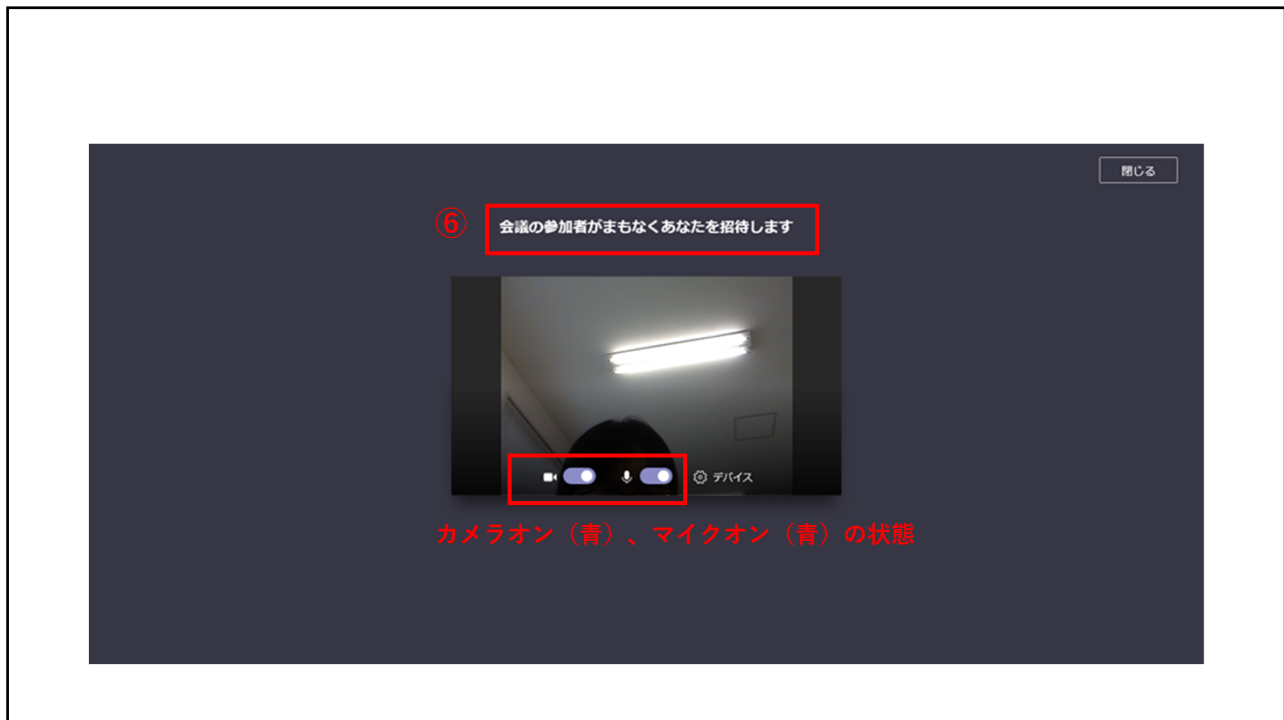 閉じる
⑥ 会議の参加者がまもなくあなたを招待します
デバイス
カメラオン（青）、マイクオン（青）の状態